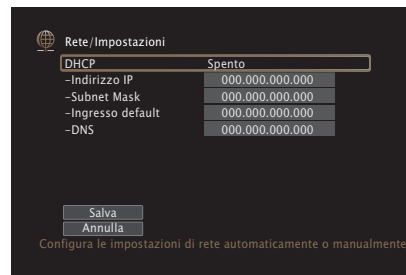 Rete/Impostazioni
DHCP Spento
-Indirizzo IP 000.000.000.000
-Subnet Mask 000.000.000.000
-Ingresso default 000.000.000.000
-DNS 000.000.000.000
Salva
Annulla
Configura le impostazioni di rete automaticamente o manualmente